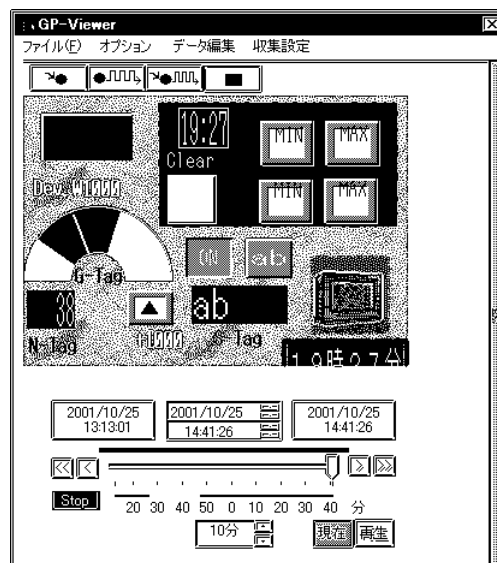 GP-Viewer
ファイル(F) オプション データ編集 収集設定
19:27
MIN MAX
Clear
Dev/W1000
MIN MAX
ON ab
G-Tag
38
ab
N-Tag
+1000
S-Tag
19時27分
2001/10/25 2001/10/25 2001/10/25
13:13:01 14:41:26 14:41:26
<< < > >>
Stop
20 30 40 50 0 10 20 30 40 分
10分 現在 再生